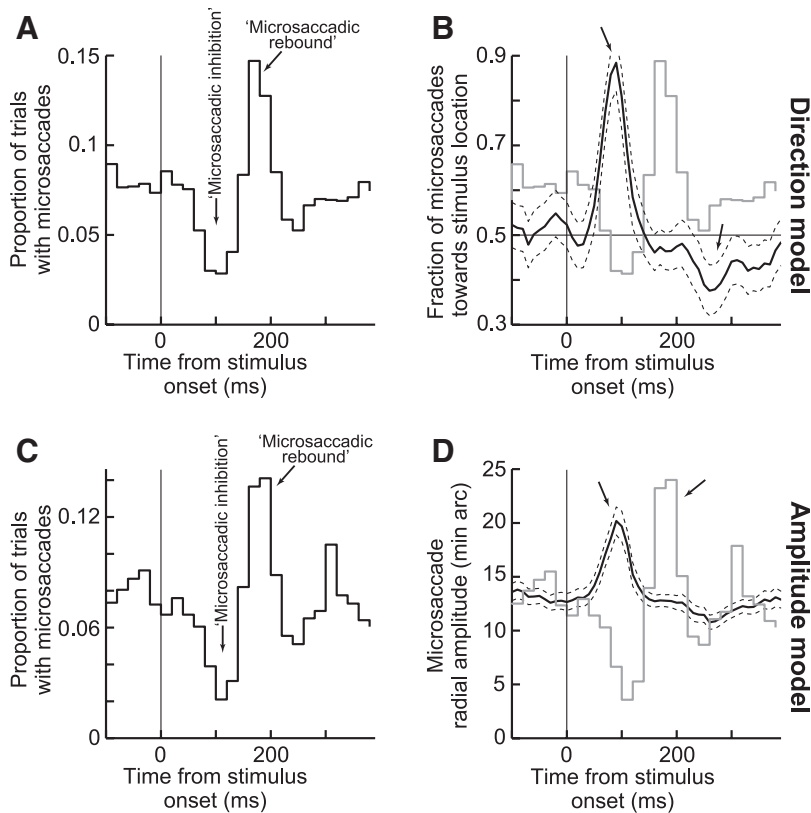 A
'Microsaccadic
rebound'
'Microsaccadic inhibition'
Proportion of trials
with microsaccades
0.15
0.1
0.05
0
0
200
Time from stimulus
onset (ms)
B
Fraction of microsaccades
towards stimulus location
0.9
0.7
0.5
0.3
0
200
Time from stimulus
onset (ms)
Direction model
C
'Microsaccadic
rebound'
'Microsaccadic inhibition'
Proportion of trials
with microsaccades
0.12
0.06
0
0
200
Time from stimulus
onset (ms)
D
Microsaccade
radial amplitude (min arc)
25
20
15
10
5
0
0
200
Time from stimulus
onset (ms)
Amplitude model